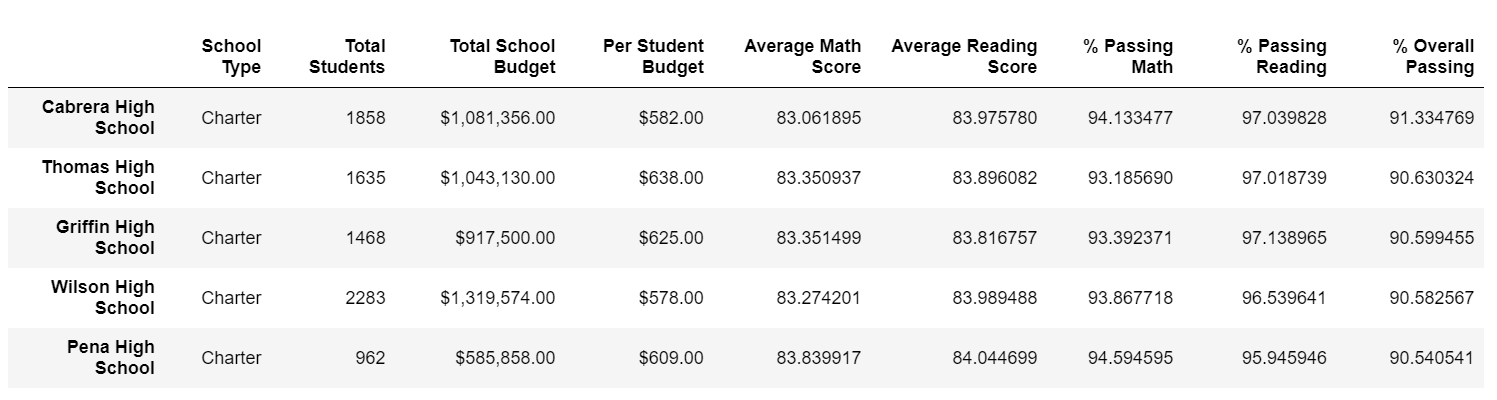 School Type Total Students Total School Budget Per Student Budget Average Math Score Average Reading Score % Passing Math % Passing Reading % Overall Passing
Cabrera High School Charter 1858 $1,081,356.00 $582.00 83.061895 83.975780 94.133477 97.039828 91.334769
Thomas High School Charter 1635 $1,043,130.00 $638.00 83.350937 83.896082 93.185690 97.018739 90.630324
Griffin High School Charter 1468 $917,500.00 $625.00 83.351499 83.816757 93.392371 97.138965 90.599455
Wilson High School Charter 2283 $1,319,574.00 $578.00 83.274201 83.989488 93.867718 96.539641 90.582567
Pena High School Charter 962 $585,858.00 $609.00 83.839917 84.044699 94.594595 95.945946 90.540541